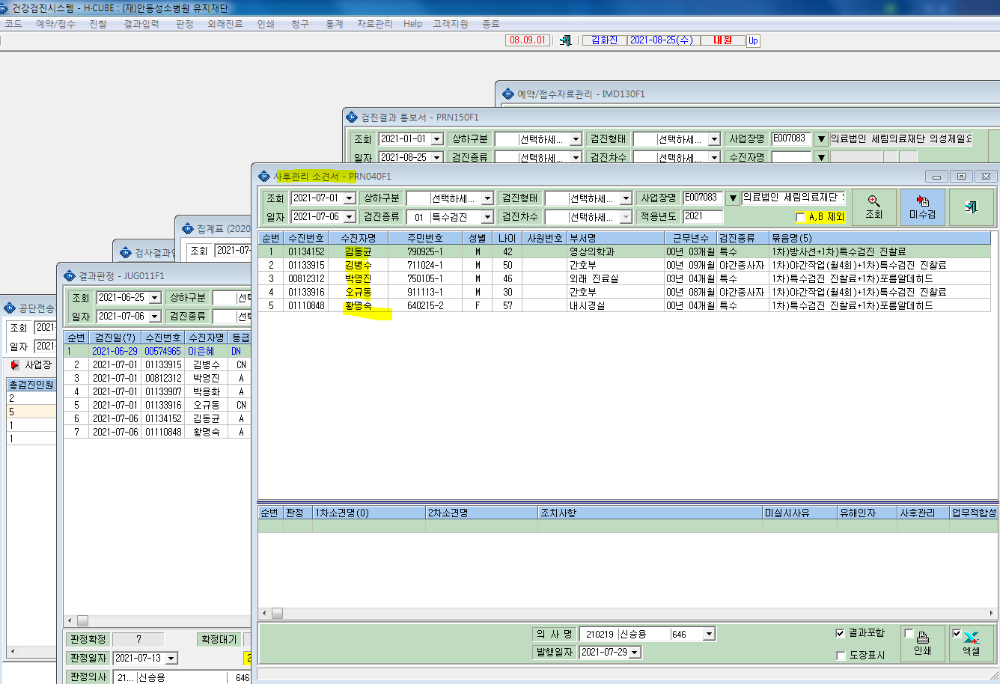 건강검진시스템 - H-CUBE : (재)안동성소병원 유지재단
코드 예약/접수 진찰 결과입력 판정 외래진료 인쇄 청구 통계 자료관리 Help 고객지원 종료
08.09.01 김화진 2021-08-25(수) 내원 Up
예약/접수자료관리 - IMD130F1
검진결과 통보서 - PRN150F1
조회 2021-01-01 상하구분 선택하세... 검진형태 선택하세... 사업장명 E007083 의료법인 세림의료재단 의성제일요
일자 2021-08-25 검진종류 선택하세... 검진차수 선택하세... 수진자명
사후관리 소견서 - PRN040F1
조회 2021-07-01 상하구분 선택하세... 검진형태 선택하세... 사업장명 E007083 의료법인 세림의료재단
일자 2021-07-06 검진종류 01 특수검진 검진차수 선택하세... 적용년도 2021 A,B 제외
조회 미수검
순번 수진번호 수진자명 주민번호 성별 나이 사원번호 부서명 근무년수 검진종류 묶음명(5)
1 01134152 김동균 790925-1 M 42 영상의학과 00년 03개월 특수 1차)방사선+1차)특수검진 진찰료
2 01133915 김병수 711024-1 M 50 간호부 00년 09개월 야간종사자 1차)야간작업(월4회)+1차)특수검진 진찰료
3 00812312 박영진 750105-1 M 46 외래 진료실 03년 04개월 특수 1차)특수검진 진찰료+1차)포름알데히드
4 01133916 오규동 911113-1 M 30 간호부 00년 08개월 야간종사자 1차)야간작업(월4회)+1차)특수검진 진찰료
5 01110848 황명숙 640215-2 F 57 내시경실 00년 04개월 특수 1차)특수검진 진찰료+1차)포름알데히드
순번 판정 1차소견명(0) 2차소견명 조치사항 미실시사유 유해인자 사후관리 업무적합성
의 사 명 210219 신승용 646 결과포함
발행일자 2021-07-29 도장표시
인쇄 엑셀
집계표 (2020
조회 2021-07-
검사결과입
결과판정 - JUG011F1
조회 2021-06-25 상하구분
일자 2021-07-06 검진종류
순번 검진일(7) 수진번호 수진자명 등급
1 2021-06-29 00574965 이은혜 DN
2 2021-07-01 01133915 김병수 CN
3 2021-07-01 00812312 박영진 A
4 2021-07-01 01133907 박용화 A
5 2021-07-01 01133916 오규동 CN
6 2021-07-06 01134152 김동균 A
7 2021-07-06 01110848 황명숙 A
판정확정 7 확정대기
판정일자 2021-07-13 2
판정의사 21... 신승용 646
공단전송
조회 2021-
일자 2021-
사업장
총검진인원
2
5
1
1